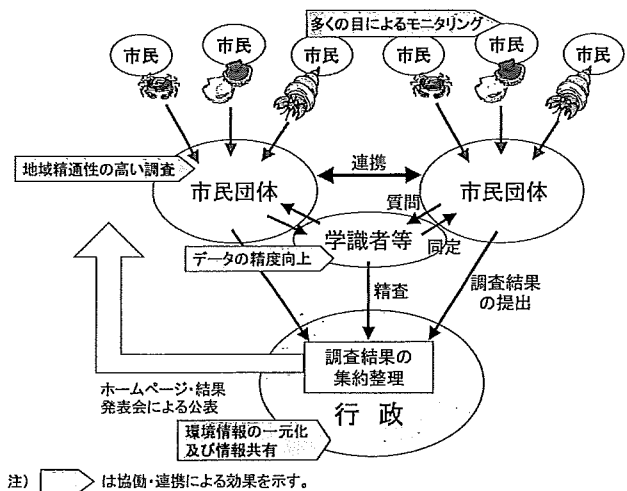 多くの目によるモニタリング
市民
市民
市民
市民
市民
市民
地域精通性の高い調査
市民団体
連携
市民団体
質問
学識者等
同定
データの精度向上
精査
調査結果
の提出
調査結果の
集約整理
ホームページ・結果
発表会による公表
行 政
環境情報の一元化
及び情報共有
注)
は協働・連携による効果を示す。